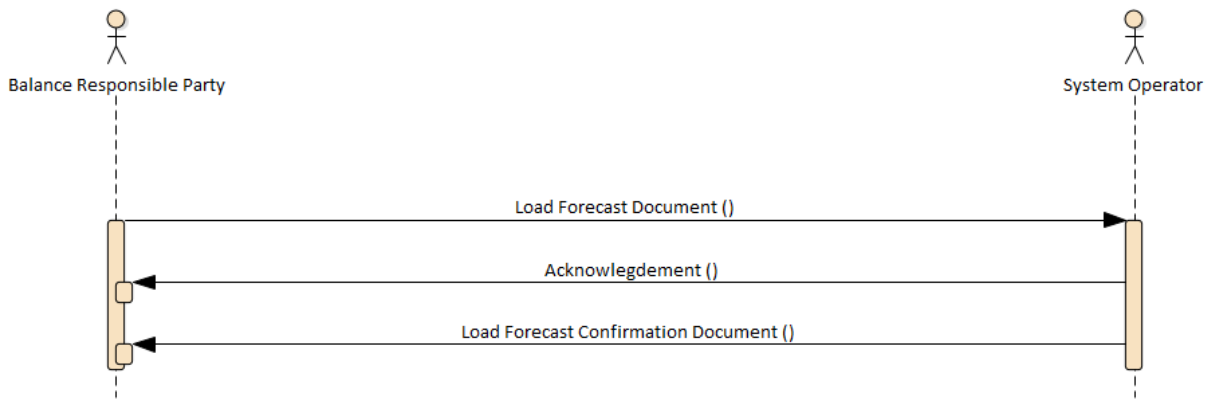 Balance Responsible Party
System Operator
Load Forecast Document ()
Acknowlegdement ()
Load Forecast Confirmation Document ()